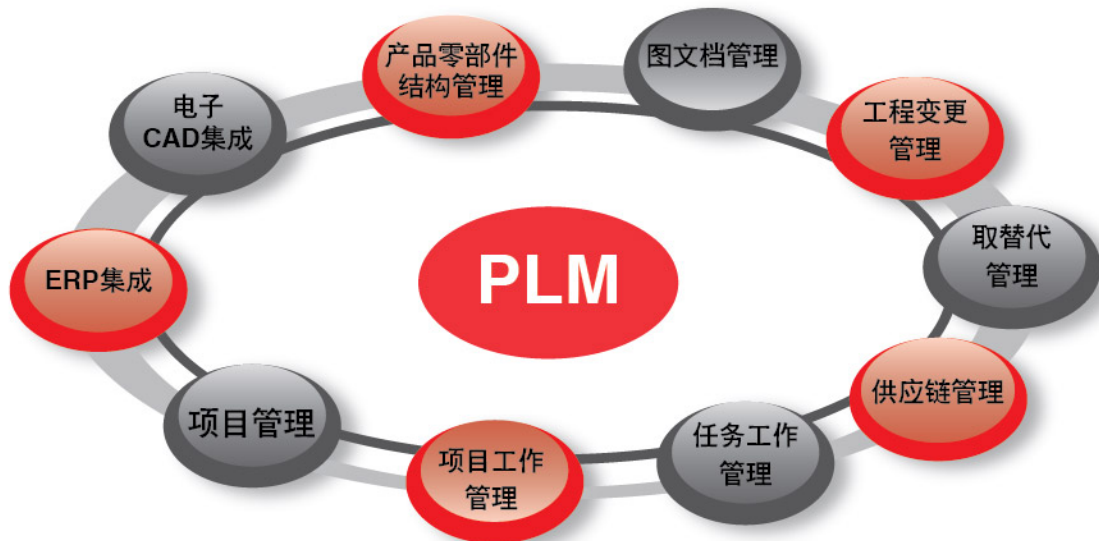 产品零部件
结构管理
图文档管理
电子
CAD集成
工程变更
管理
取替代
管理
PLM
ERP集成
供应链管理
项目管理
任务工作
管理
项目工作
管理